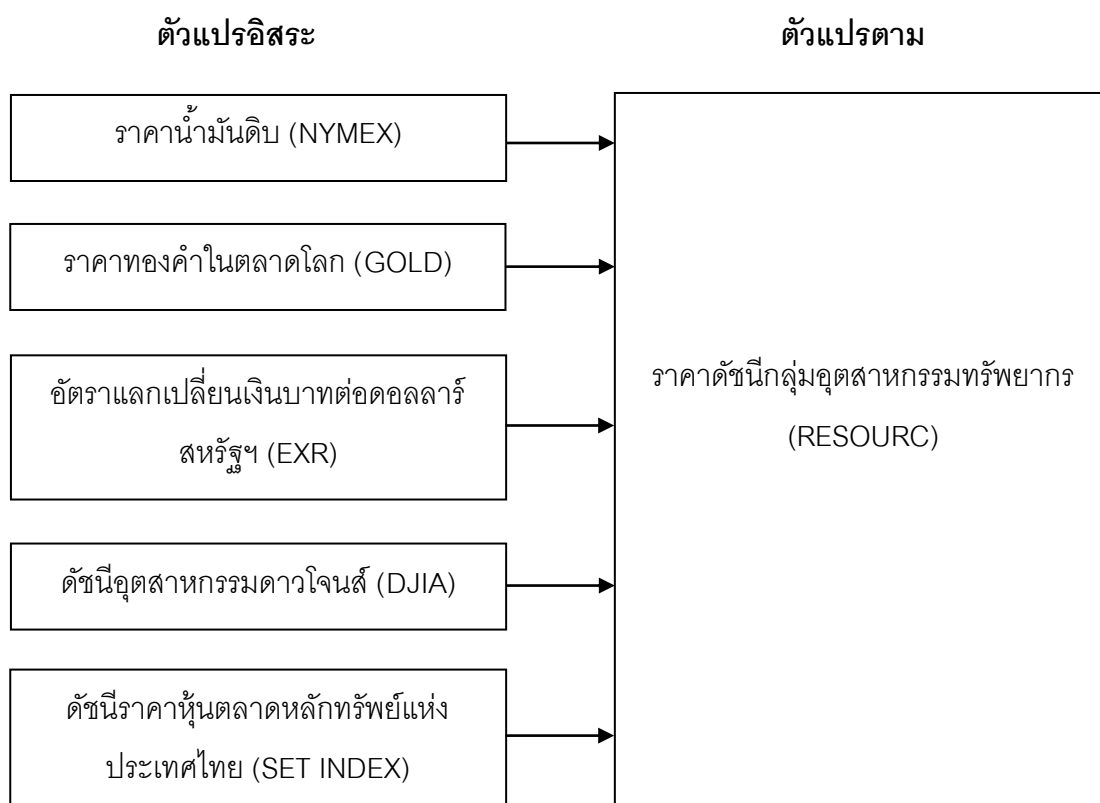 ตัวแปรอิสระ
ตัวแปรตาม
ราคาน้ำมันดิบ (NYMEX)
ราคาทองคำในตลาดโลก (GOLD)
อัตราแลกเปลี่ยนเงินบาทต่อดอลลาร์
สหรัฐฯ (EXR)
ดัชนีอุตสาหกรรมดาวโจนส์ (DJIA)
ดัชนีราคาหุ้นตลาดหลักทรัพย์แห่ง
ประเทศไทย (SET INDEX)
ราคาดัชนีกลุ่มอุตสาหกรรมทรัพยากร
(RESOURC)